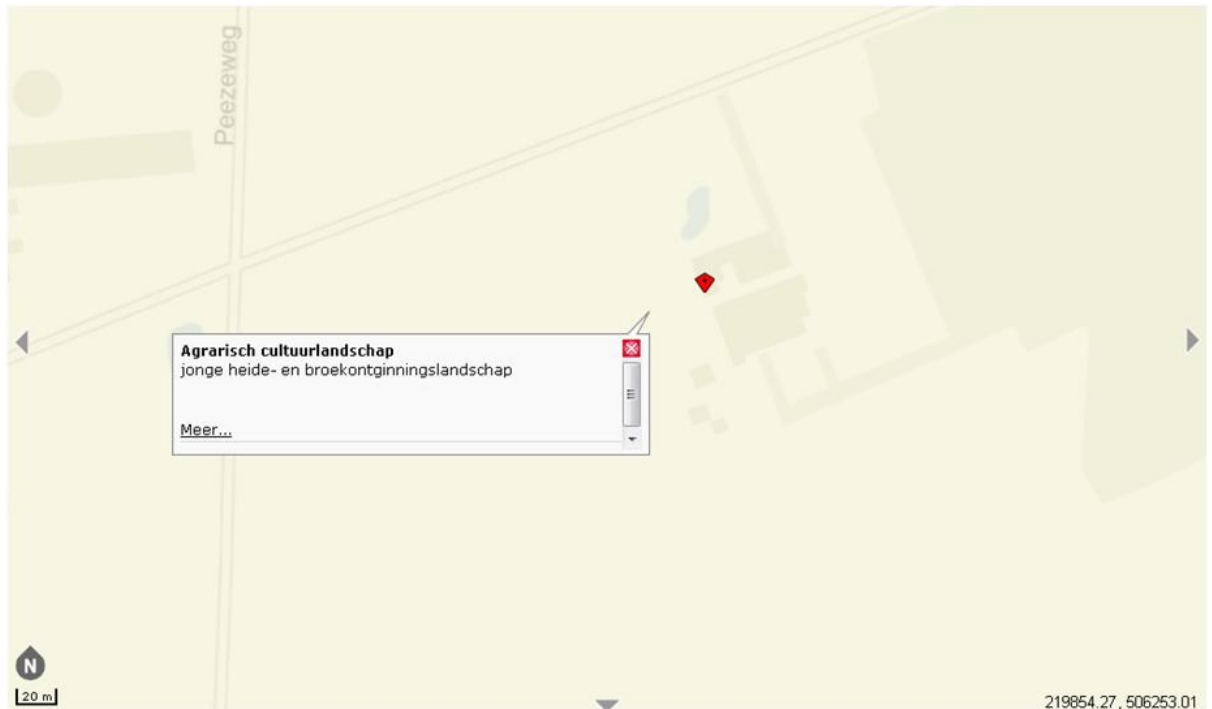 Peezeweg
Agrarisch cultuurlandschap
jonge heide- en broekontginningslandschap
Meer...
N
20 m
219854.27, 506253.01